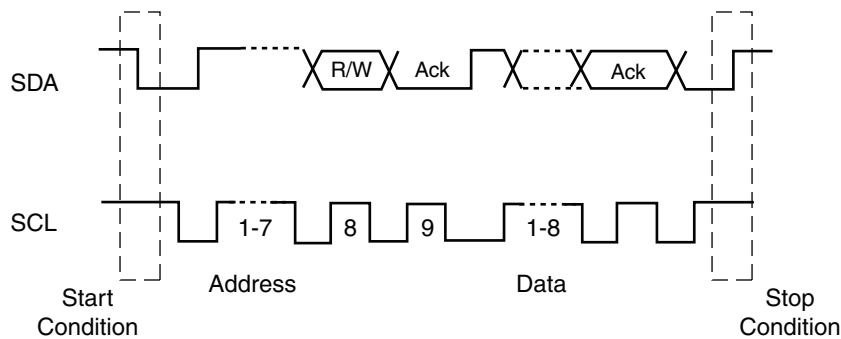 SDA
R/W
Ack
Ack
SCL
1-7
8
9
1-8
Address
Data
Start
Condition
Stop
Condition